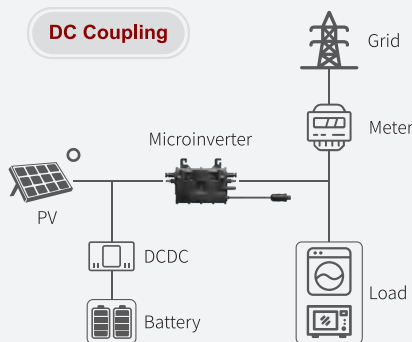 DC Coupling
Grid
Meter
Microinverter
PV
DCDC
Load
Battery